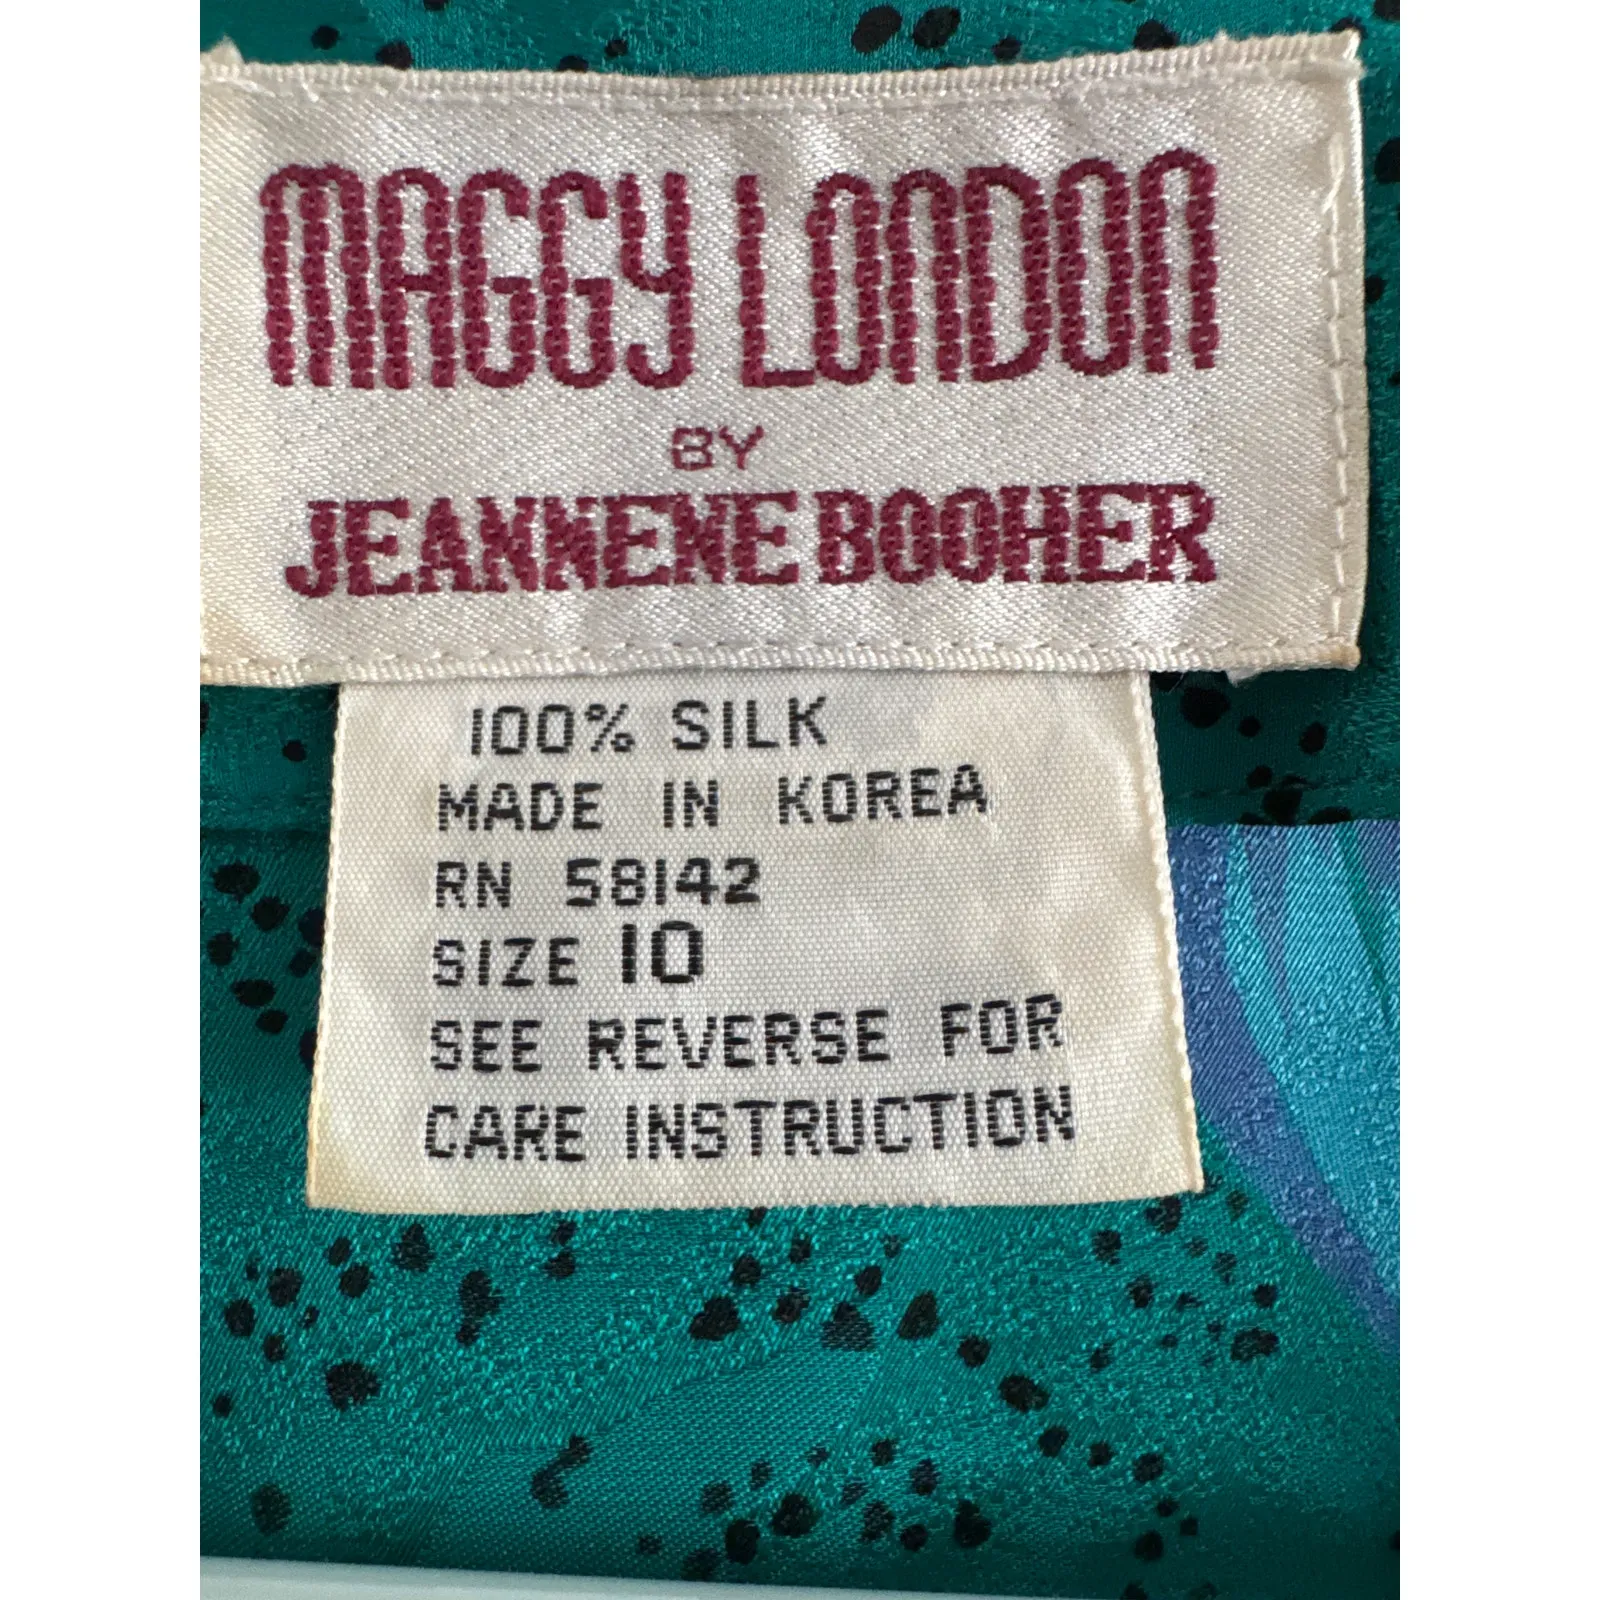 MAGGY LONDON
BY
JEANNENE BOOHER
100% SILK
MADE IN KOREA
RN 58142
SIZE 10
SEE REVERSE FOR
CARE INSTRUCTION